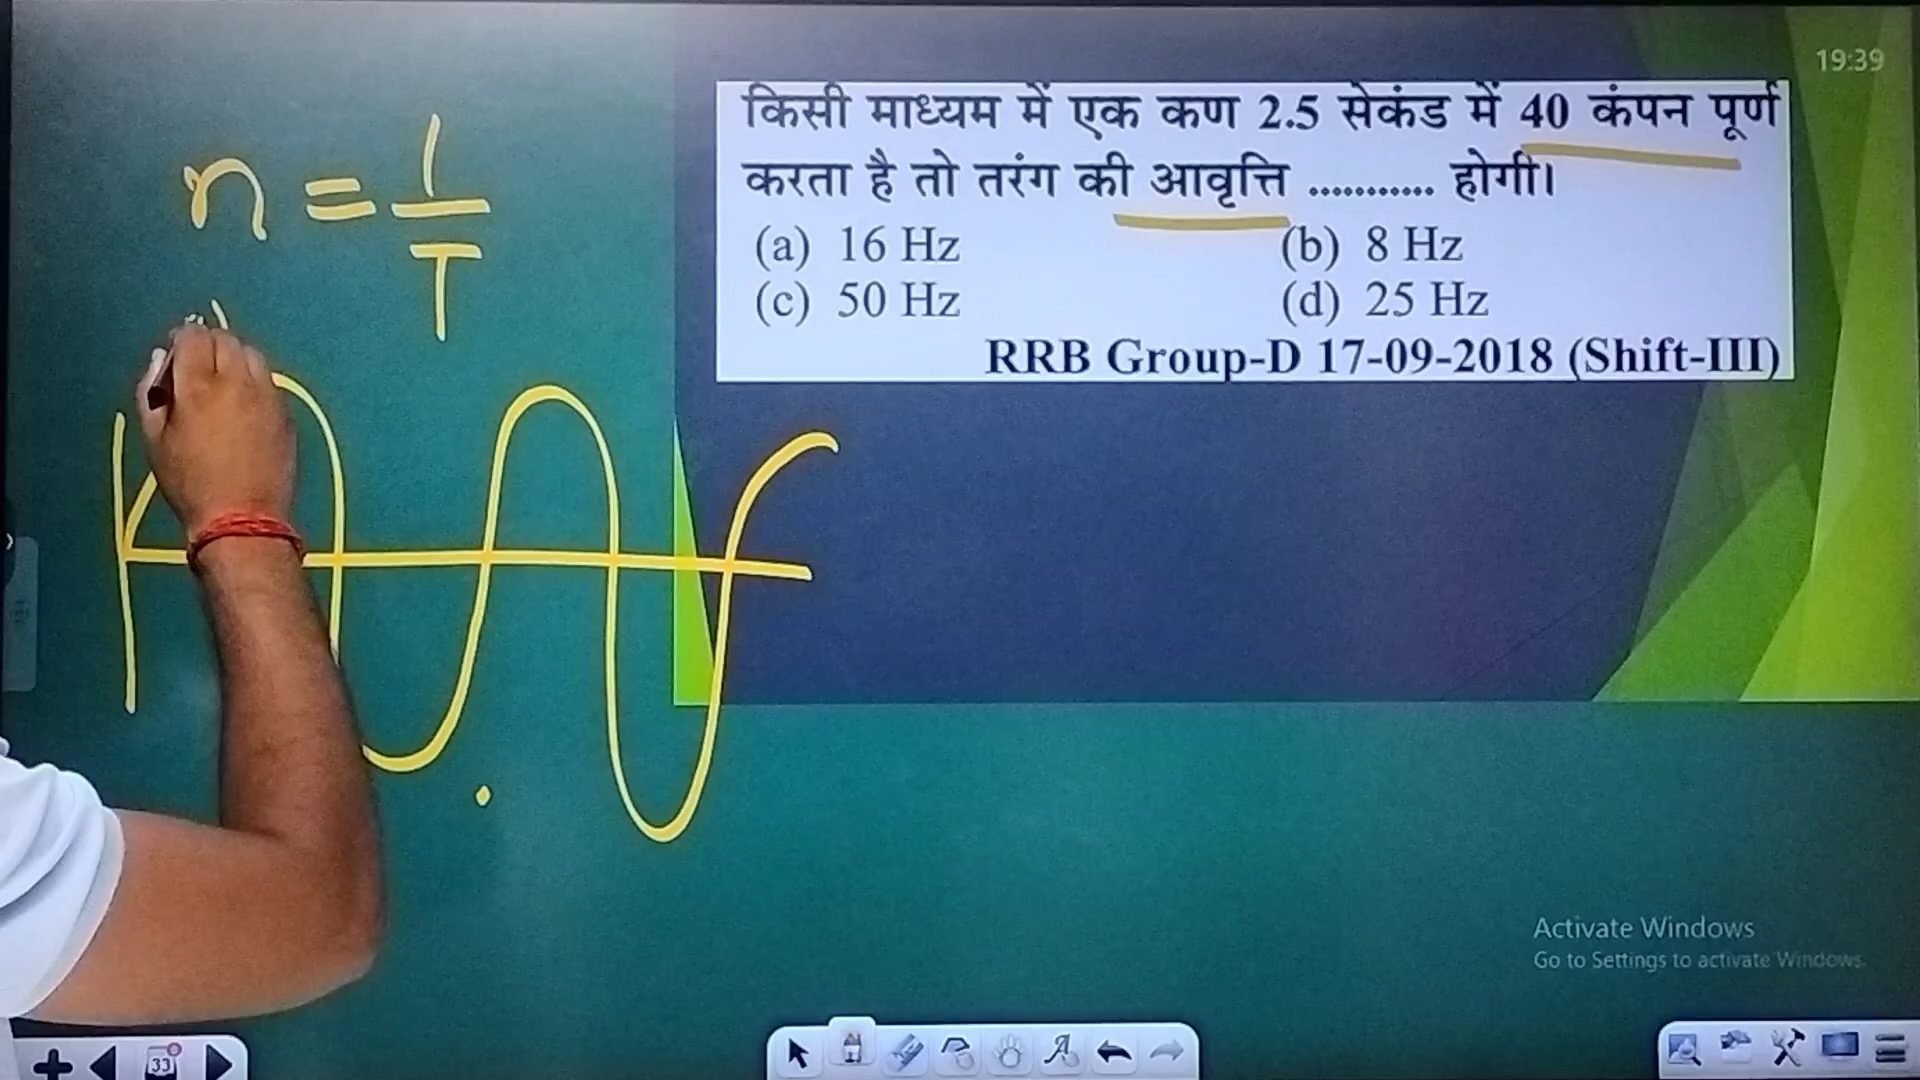 19:39
किसी माध्यम में एक कण 2.5 सेकंड में 40 कंपन पूर्ण
करता है तो तरंग की आवृत्ति ............ होगी।
(a) 16 Hz (b) 8 Hz
(c) 50 Hz (d) 25 Hz
RRB Group-D 17-09-2018 (Shift-III)
n = 1/T
Activate Windows
Go to Settings to activate Windows.
33